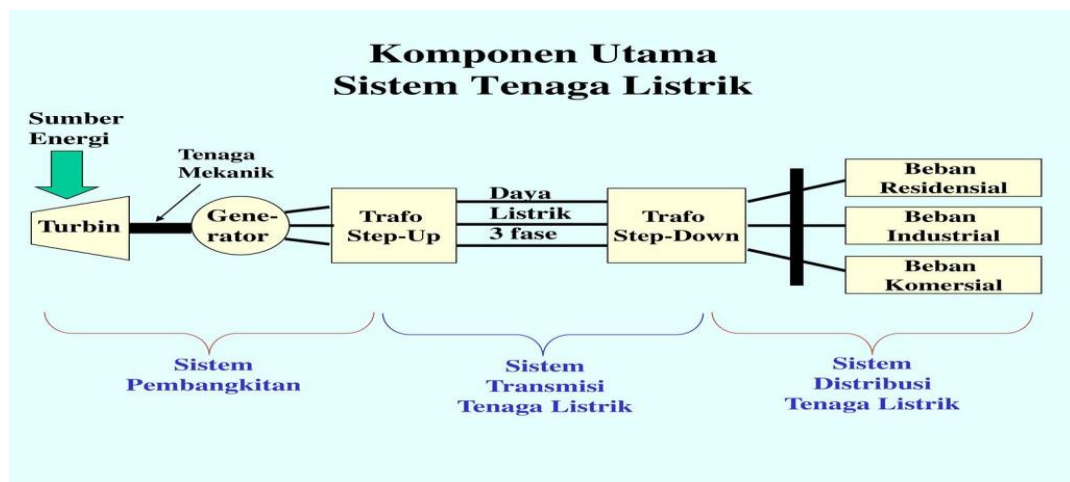 Komponen Utama
Sistem Tenaga Listrik
Sumber
Energi
Tenaga
Mekanik
Turbin
Gene-
rator
Trafo
Step-Up
Daya
Listrik
3 fase
Trafo
Step-Down
Beban
Residensial
Beban
Industrial
Beban
Komersial
Sistem
Pembangkitan
Sistem
Transmisi
Tenaga Listrik
Sistem
Distribusi
Tenaga Listrik